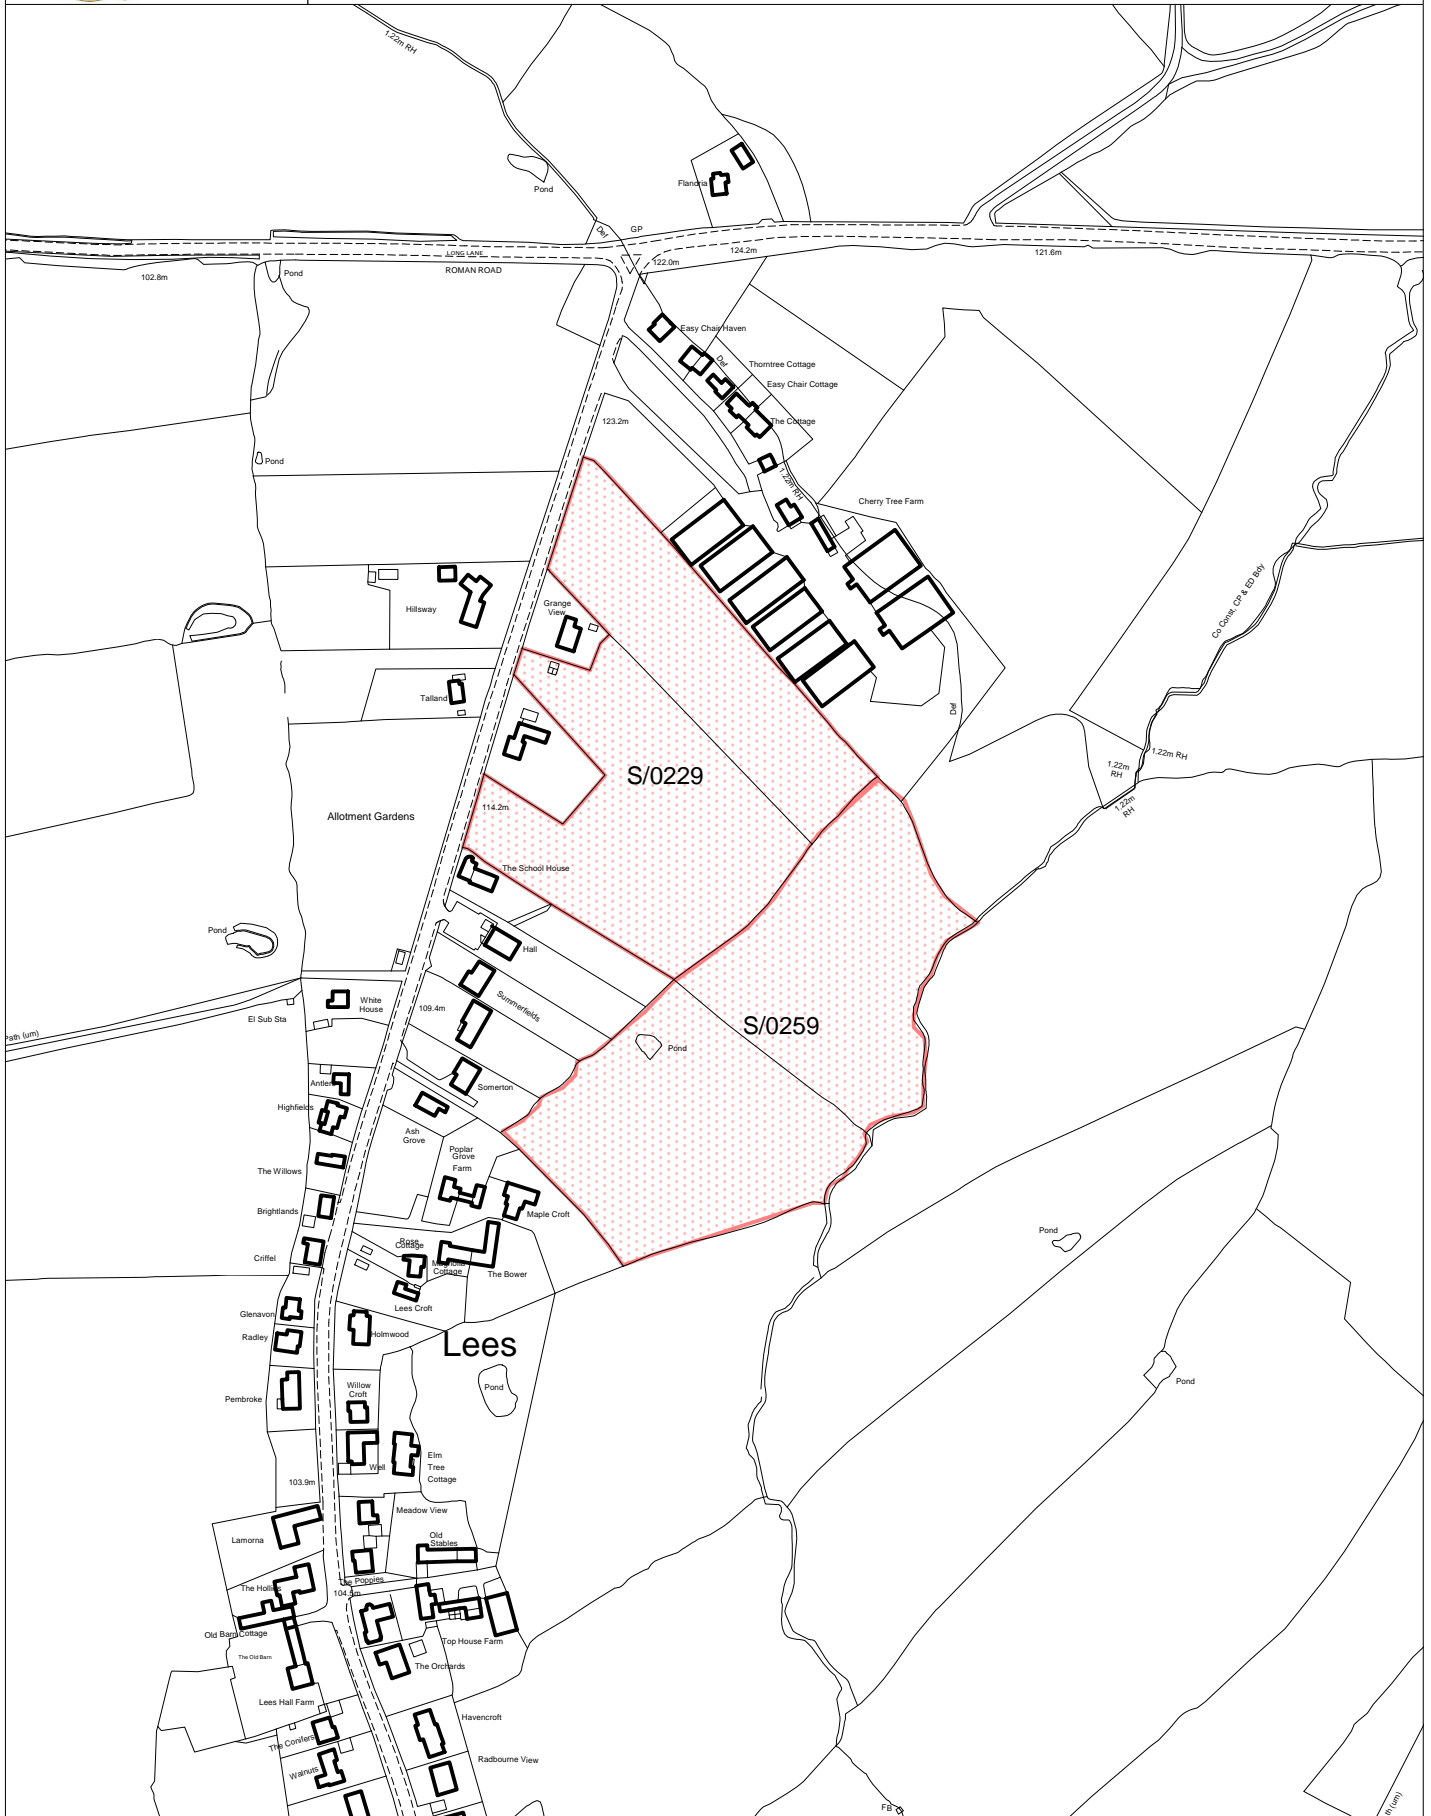 1.22m RH
Pond
Flandria
Def
GP
LONG LANE
ROMAN ROAD
124.2m
122.0m
121.6m
102.8m
Pond
Easy Chair Haven
Def
Thorntree Cottage
Easy Chair Cottage
The Cottage
123.2m
Pond
1.22m RH
Cherry Tree Farm
Co Const, CP & ED Bdy
Hillsway
Grange
View
Talland
Def
S/0229
1.22m RH
1.22m
RH
1.22m
RH
114.2m
Allotment Gardens
The School House
Pond
Hall
Summerfields
White
House
109.4m
El Sub Sta
Path (um)
S/0259
Pond
Antlers
Somerton
Highfields
Ash
Grove
Poplar
Grove
Farm
The Willows
Brightlands
Maple Croft
Pond
Criffel
Rose
Cottage
Magnolia
Cottage
The Bower
Lees Croft
Glenavon
Radley
Holmwood
Lees
Pond
Pond
Pembroke
Willow
Croft
Well
Elm
Tree
Cottage
103.9m
Meadow View
Lamorna
Old
Stables
The Poppies
The Hollies
104.5m
Old Barn Cottage
The Old Barn
Top House Farm
The Orchards
Lees Hall Farm
Havencroft
The Conifers
Radbourne View
Walnuts
FB
th (um)